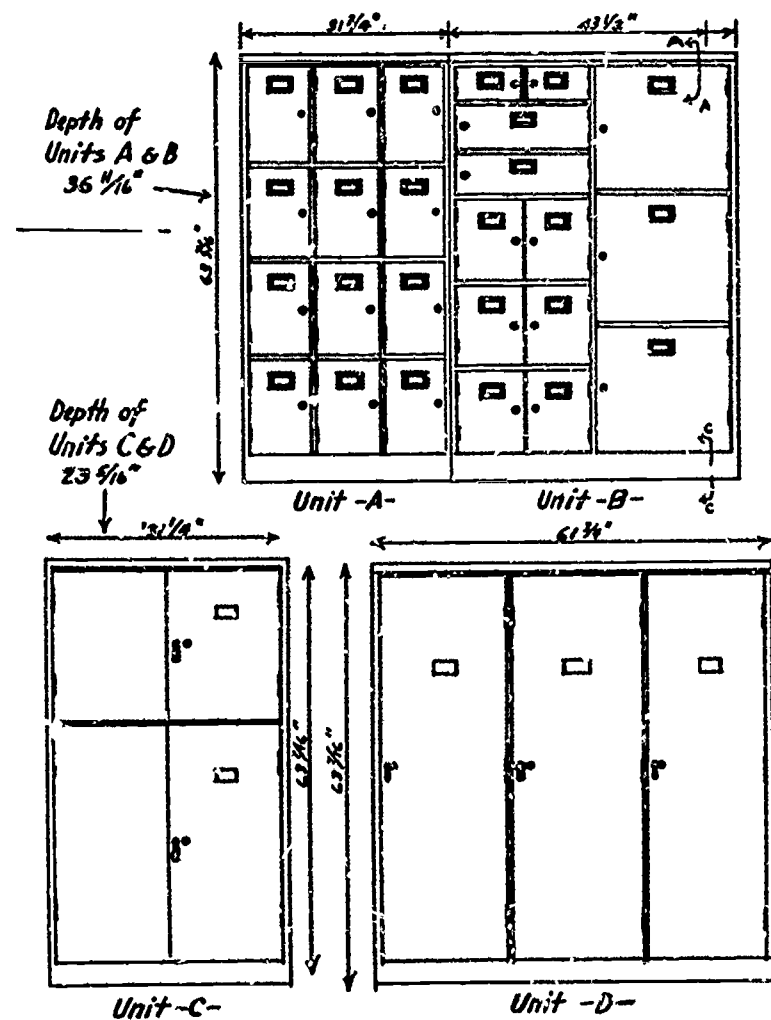 31 3/4"
43 1/2"
A
A
Depth of
Units A & B
36 11/16"
Depth of
Units C & D
23 5/16"
C
C
Unit -A-
Unit -B-
31 1/4"
61 3/4"
Unit -C-
Unit -D-